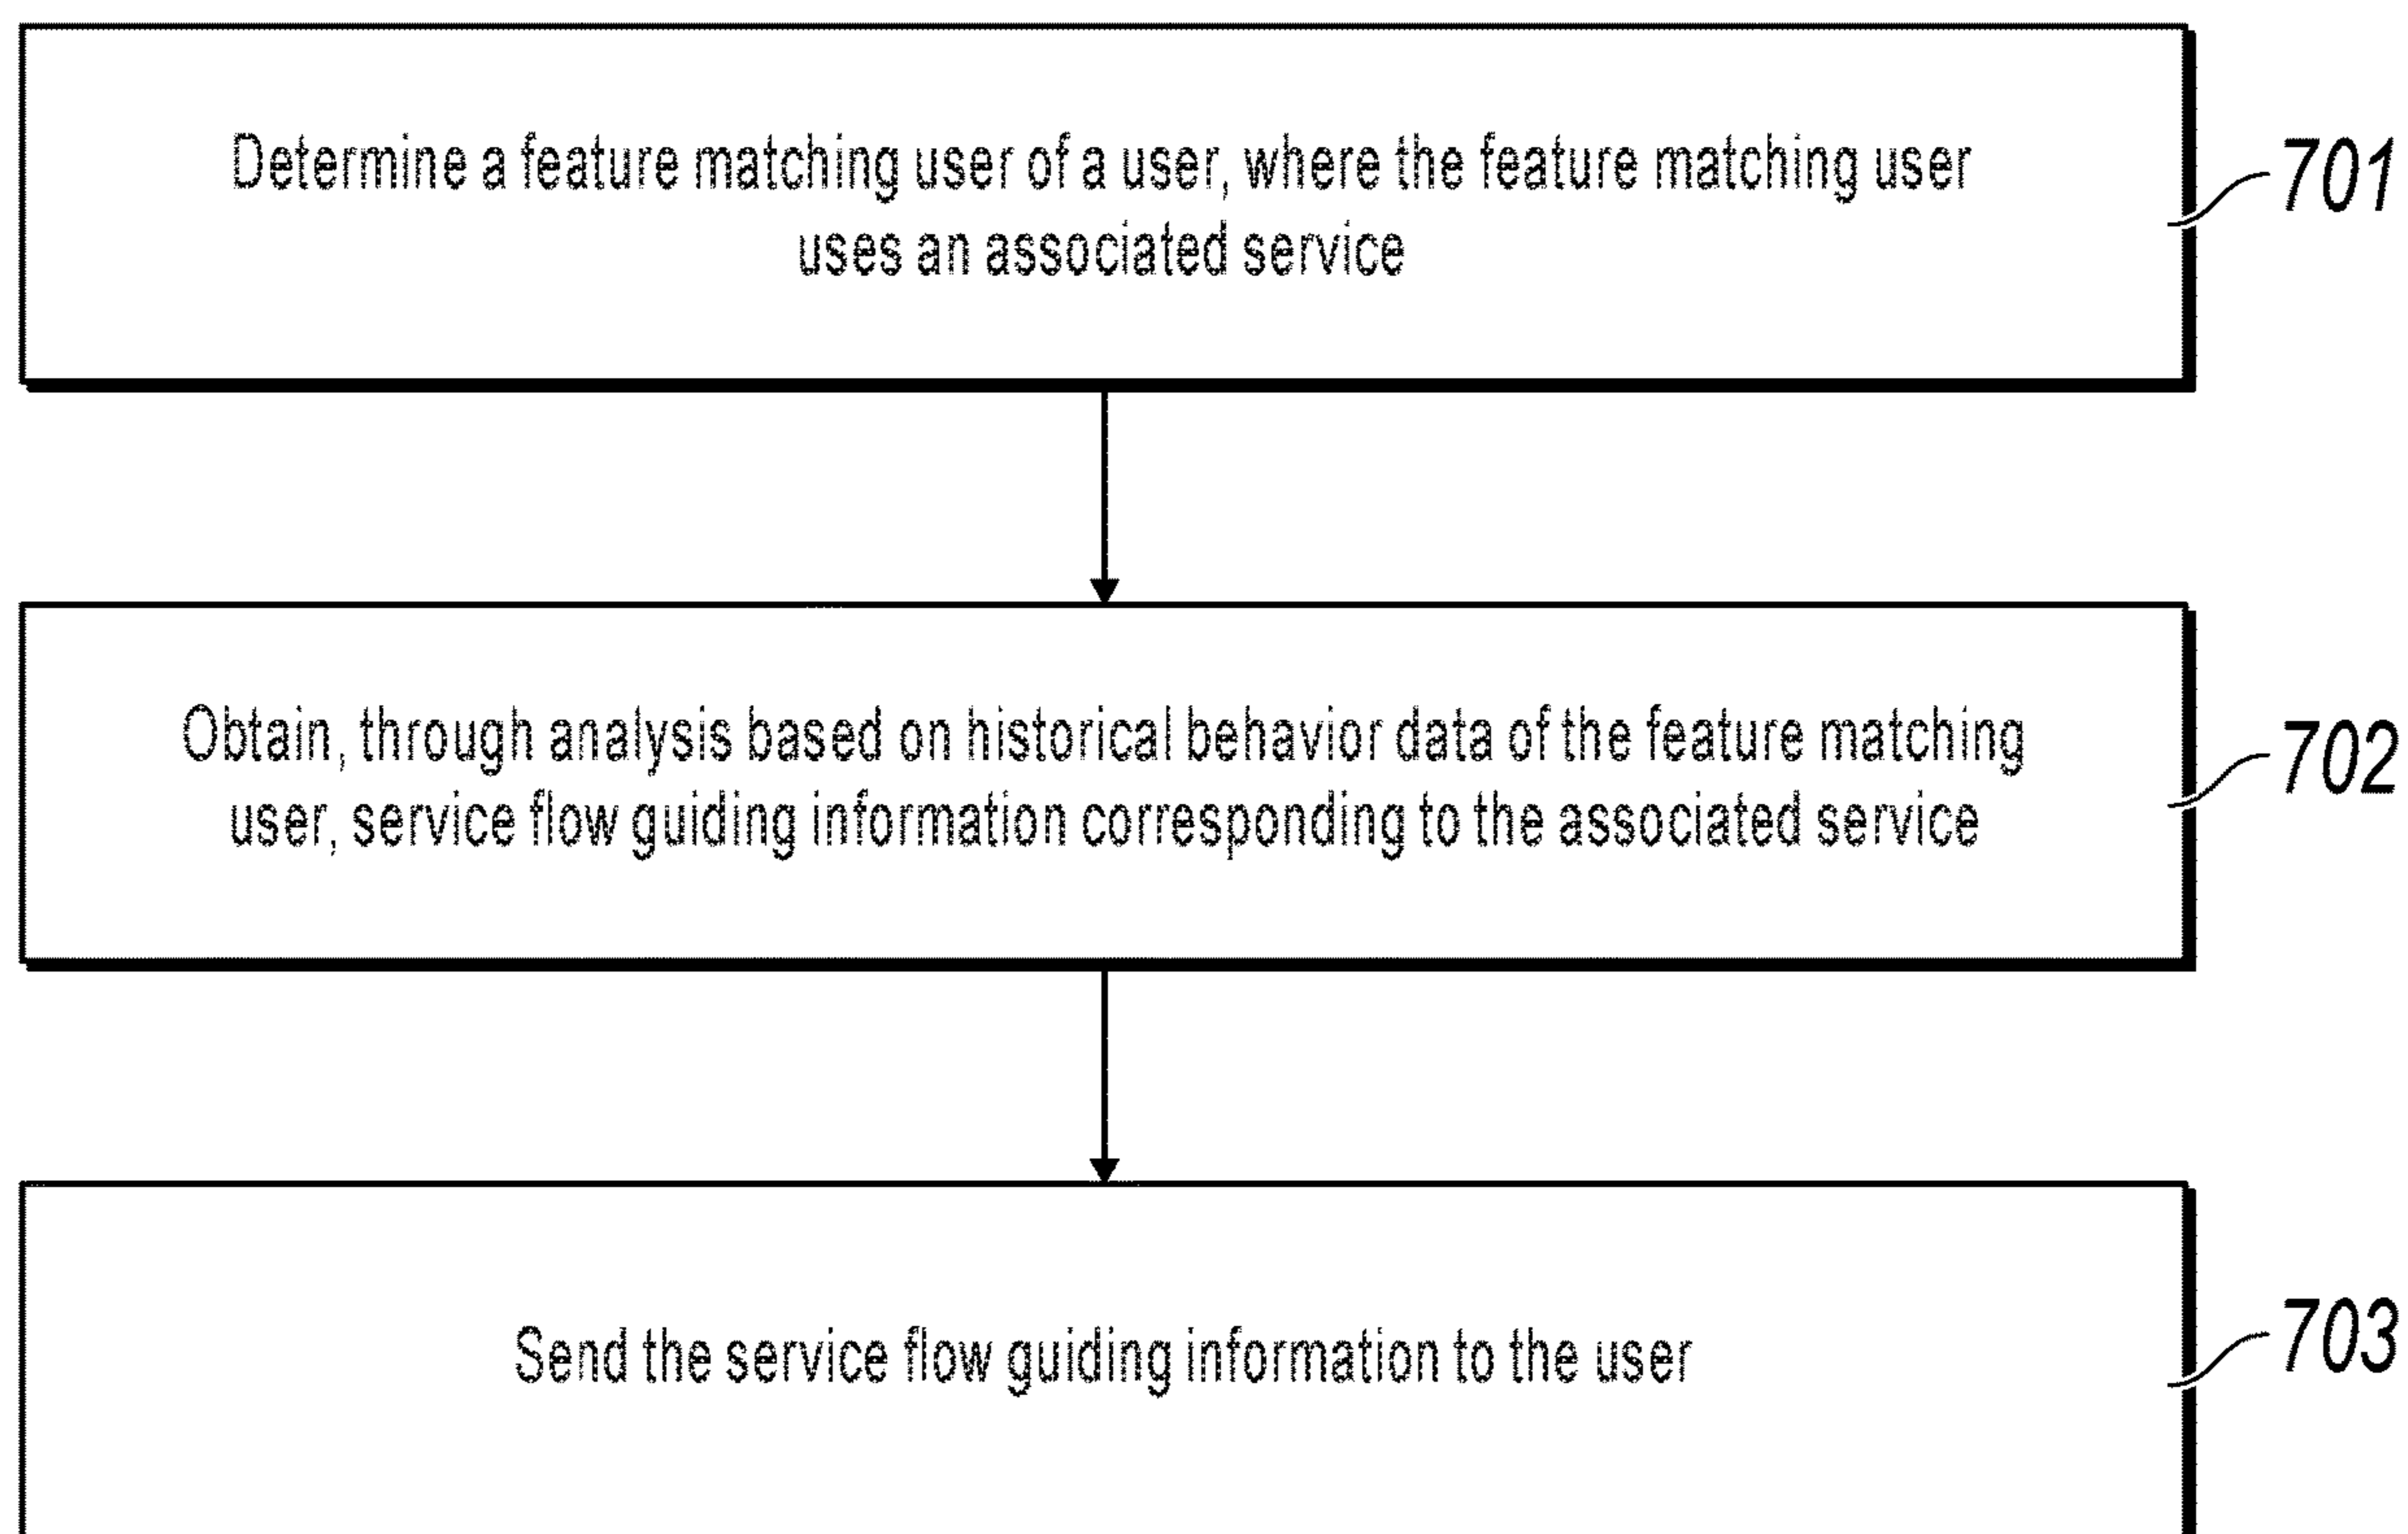 Determine a feature matching user of a user, where the feature matching user
uses an associated service
701
Obtain, through analysis based on historical behavior data of the feature matching
user, service flow guiding information corresponding to the associated service
702
Send the service flow guiding information to the user
703